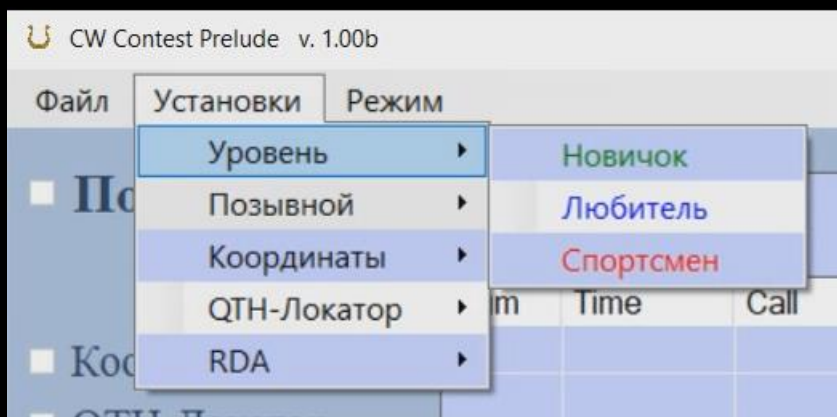 CW Contest Prelude v. 1.00b
Файл Установки Режим
Уровень
Новичок
Позывной
Любитель
Координаты
Спортсмен
QTH-Локатор
Time Call
RDA